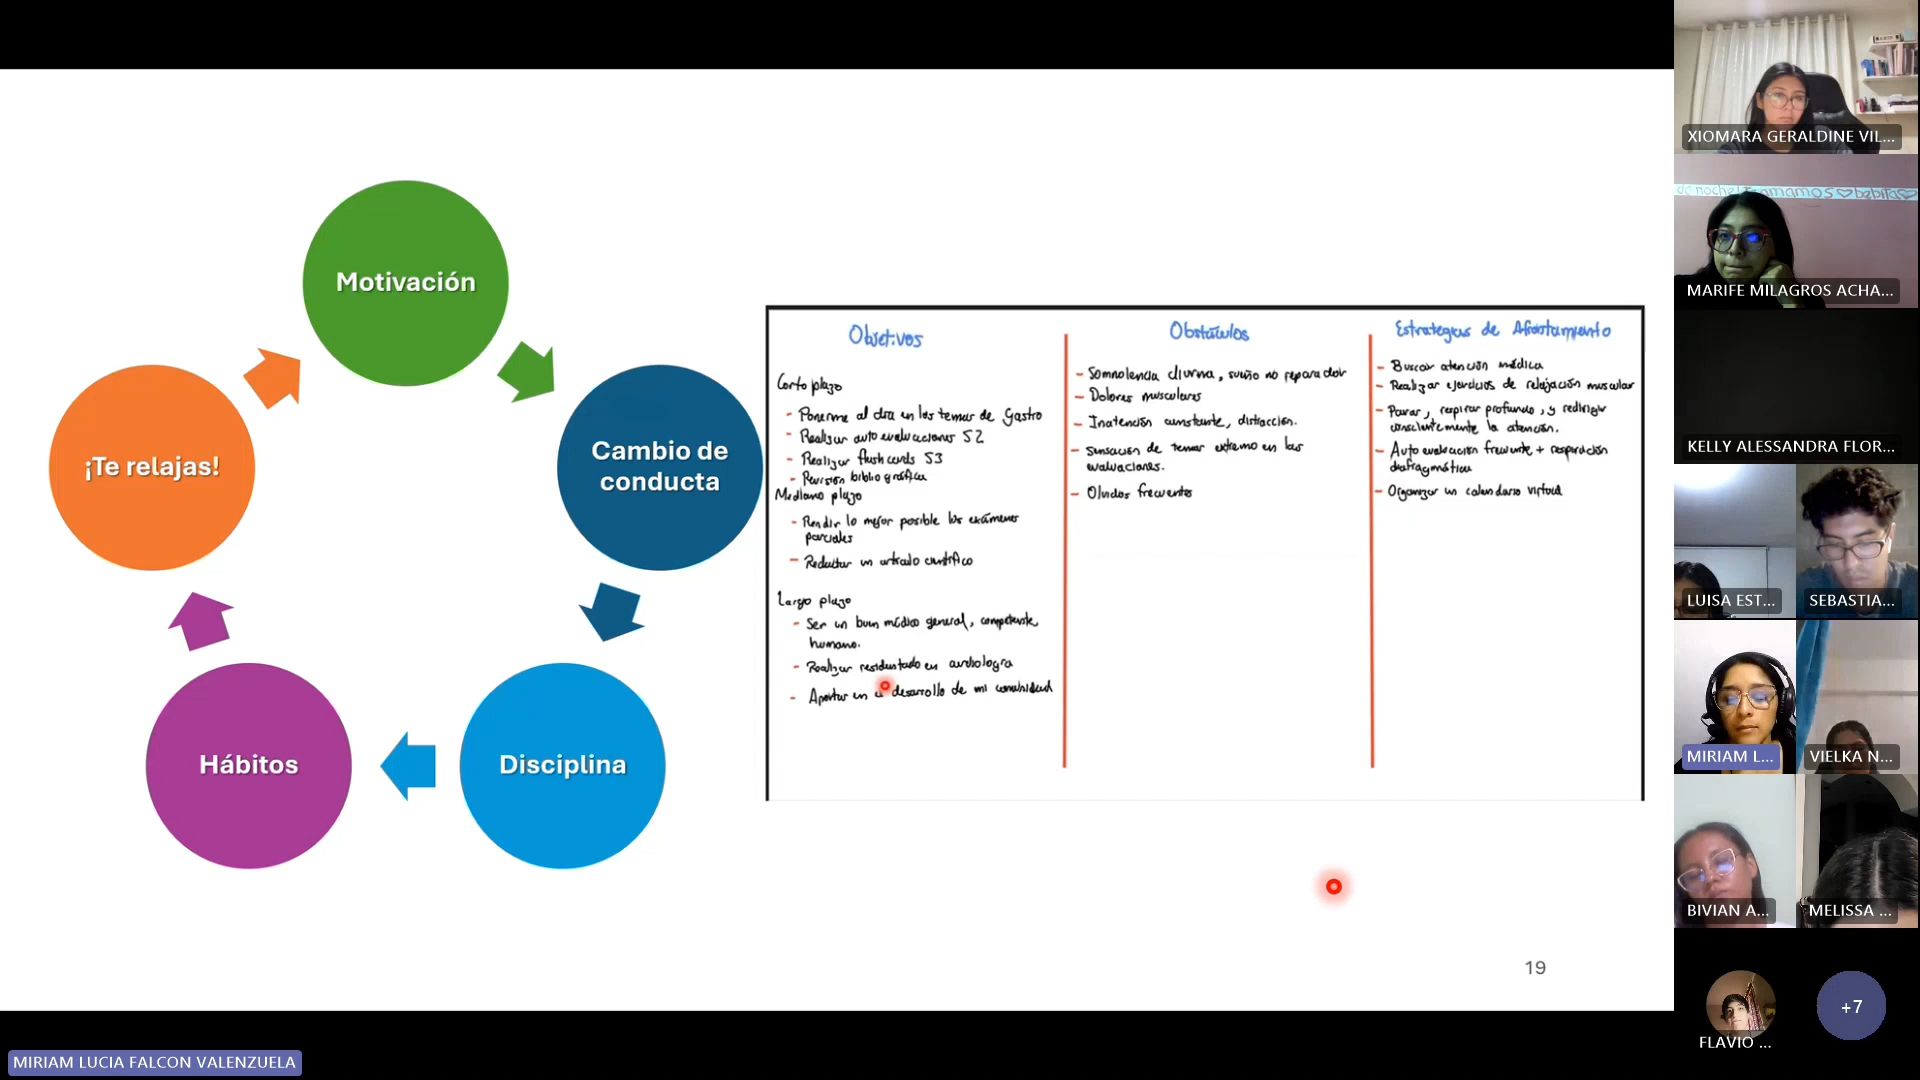 Motivación
Cambio de
conducta
Disciplina
Hábitos
¡Te relajas!
Objetivos
Corto plazo
- Ponerme al día en los temas de Gastro
- Realizar auto evaluaciones S2
- Realizar flash cards S3
- Revisión bibliográfica
Mediano plazo
- Rendir lo mejor posible los exámenes
parciales
- Redactar un artículo científico
Largo plazo
- Ser un buen médico general, competente,
humano.
- Realizar residentado en cardiología
- Aportar en el desarrollo de mi comunidad
Obstáculos
- Somnolencia diurna, sueño no reparador
- Dolores musculares
- Inatención constante, distracción.
- Sensación de temor extremo en las
evaluaciones.
- Olvidos frecuentes
Estrategias de Afrontamiento
- Buscar atención médica
- Realizar ejercicios de relajación muscular
- Parar, respirar profundo, y redirigir
conscientemente la atención.
- Auto evaluación frecuente + respiración
diafragmática
- Organizar un calendario virtual
19
MIRIAM LUCIA FALCON VALENZUELA
XIOMARA GERALDINE VIL...
MARIFE MILAGROS ACHA...
KELLY ALESSANDRA FLOR...
LUISA EST...
SEBASTIA...
MIRIAM L...
VIELKA N...
BIVIAN A...
MELISSA ...
FLAVIO ...
+7